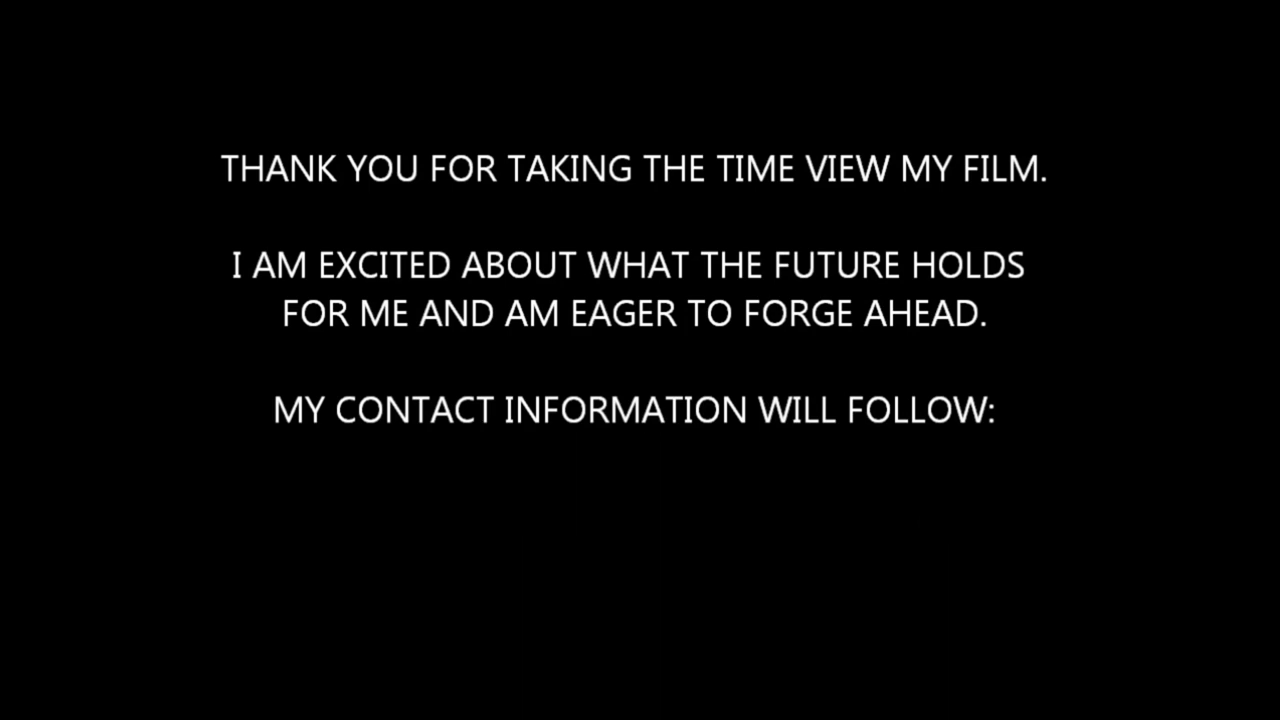 THANK YOU FOR TAKING THE TIME VIEW MY FILM.
I AM EXCITED ABOUT WHAT THE FUTURE HOLDS
FOR ME AND AM EAGER TO FORGE AHEAD.
MY CONTACT INFORMATION WILL FOLLOW: